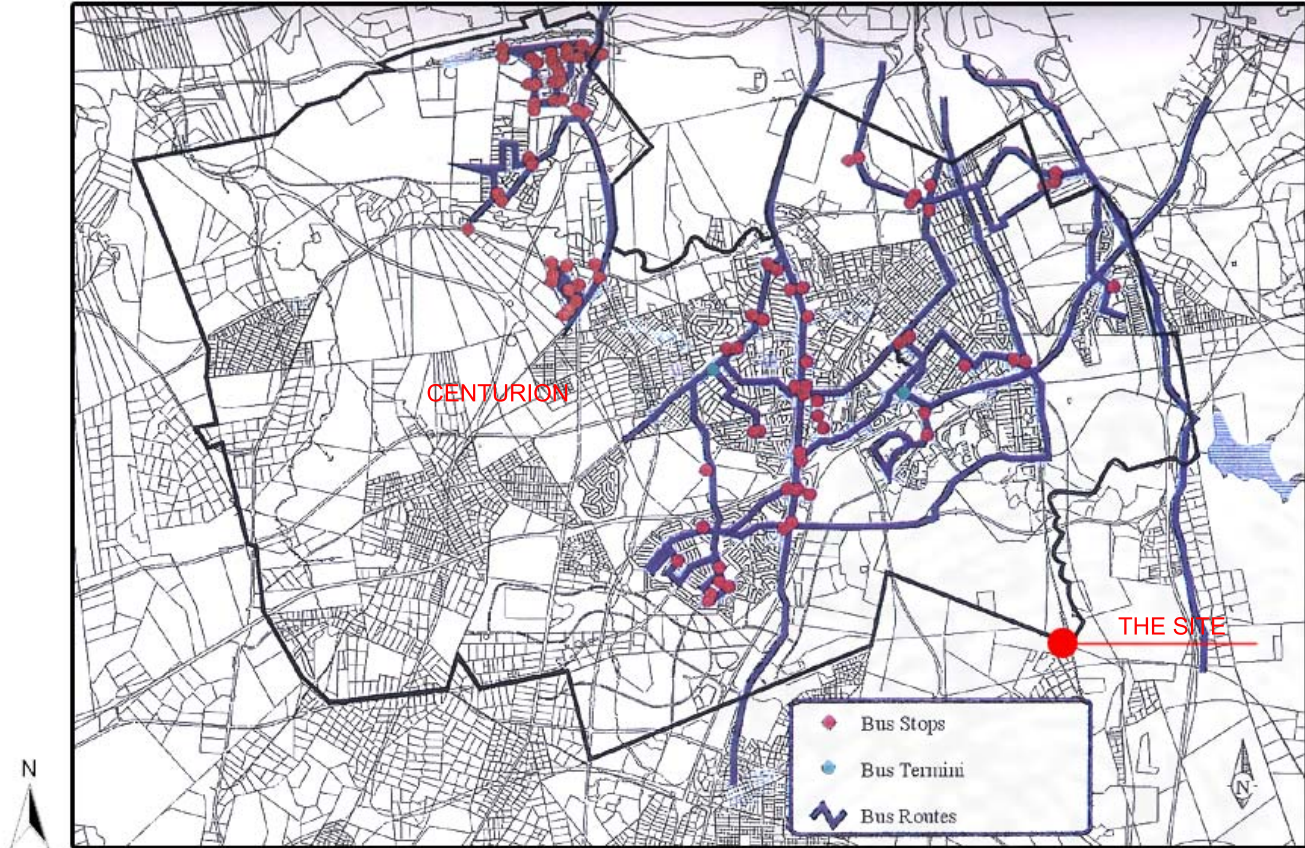 CENTURION
THE SITE
Bus Stops
Bus Termini
Bus Routes
N
N